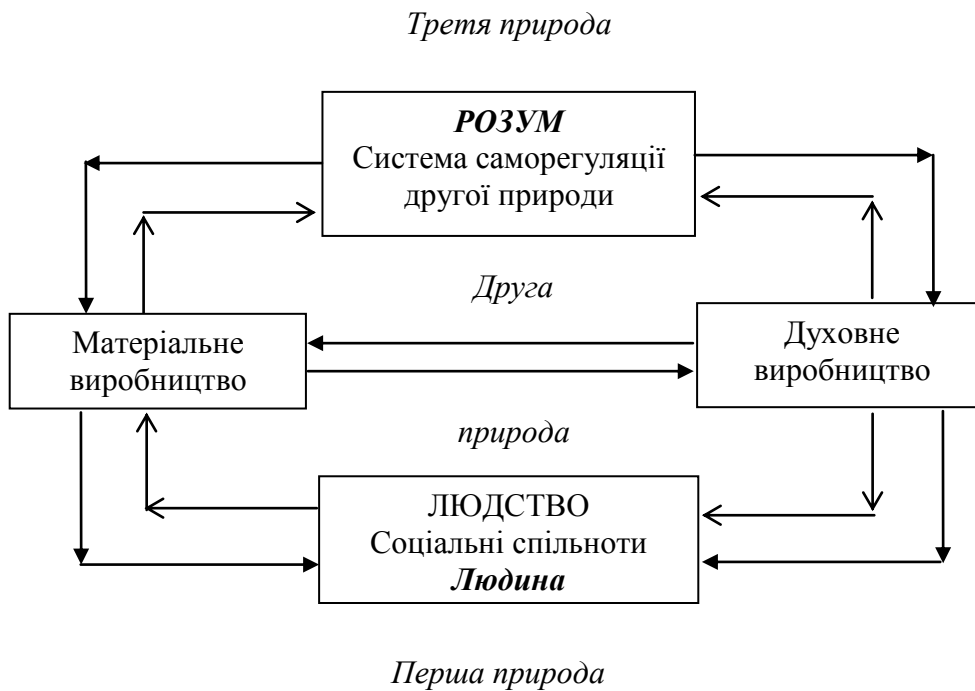 Третя природа
РОЗУМ
Система саморегуляції
другої природи
Друга
Матеріальне
виробництво
Духовне
виробництво
природа
ЛЮДСТВО
Соціальні спільноти
Людина
Перша природа